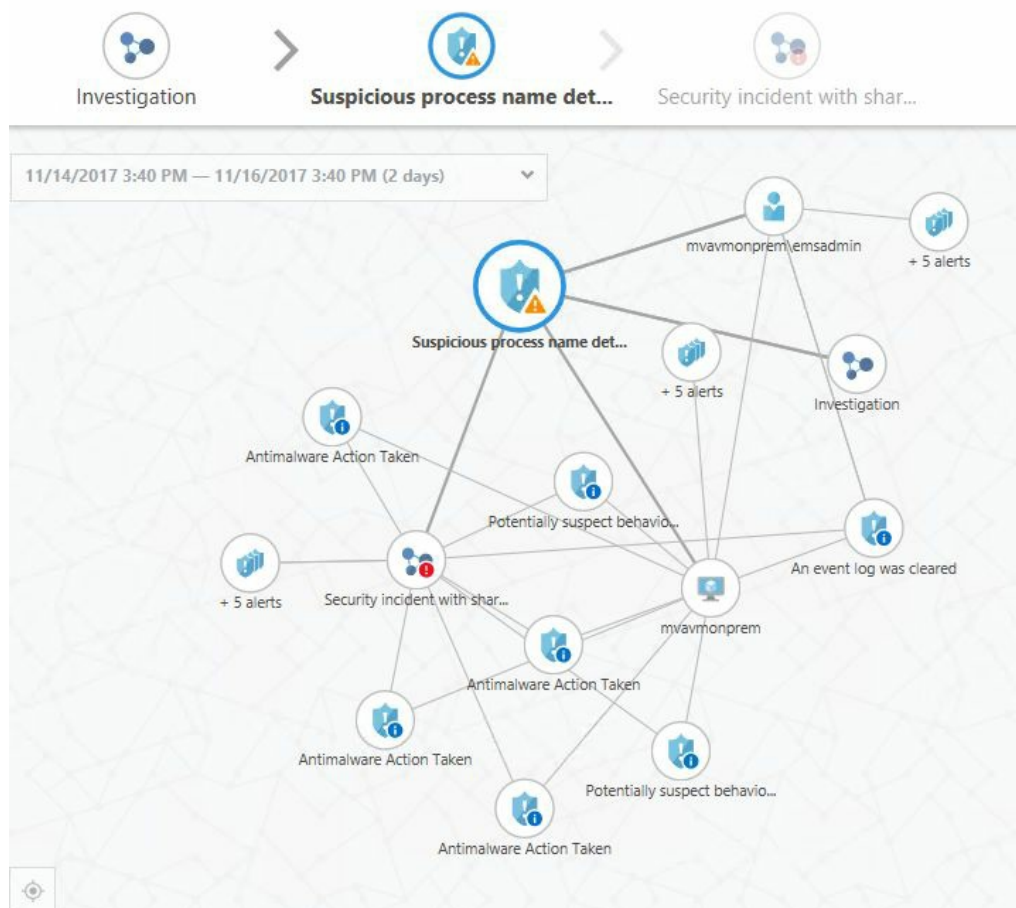 Investigation
Suspicious process name det...
Security incident with shar...
11/14/2017 3:40 PM — 11/16/2017 3:40 PM (2 days)
mvavmonprem\emsadmin
+ 5 alerts
Suspicious process name det...
+ 5 alerts
Investigation
Antimalware Action Taken
Potentially suspect behavio...
An event log was cleared
+ 5 alerts
Security incident with shar...
mvavmonprem
Antimalware Action Taken
Antimalware Action Taken
Potentially suspect behavio...
Antimalware Action Taken